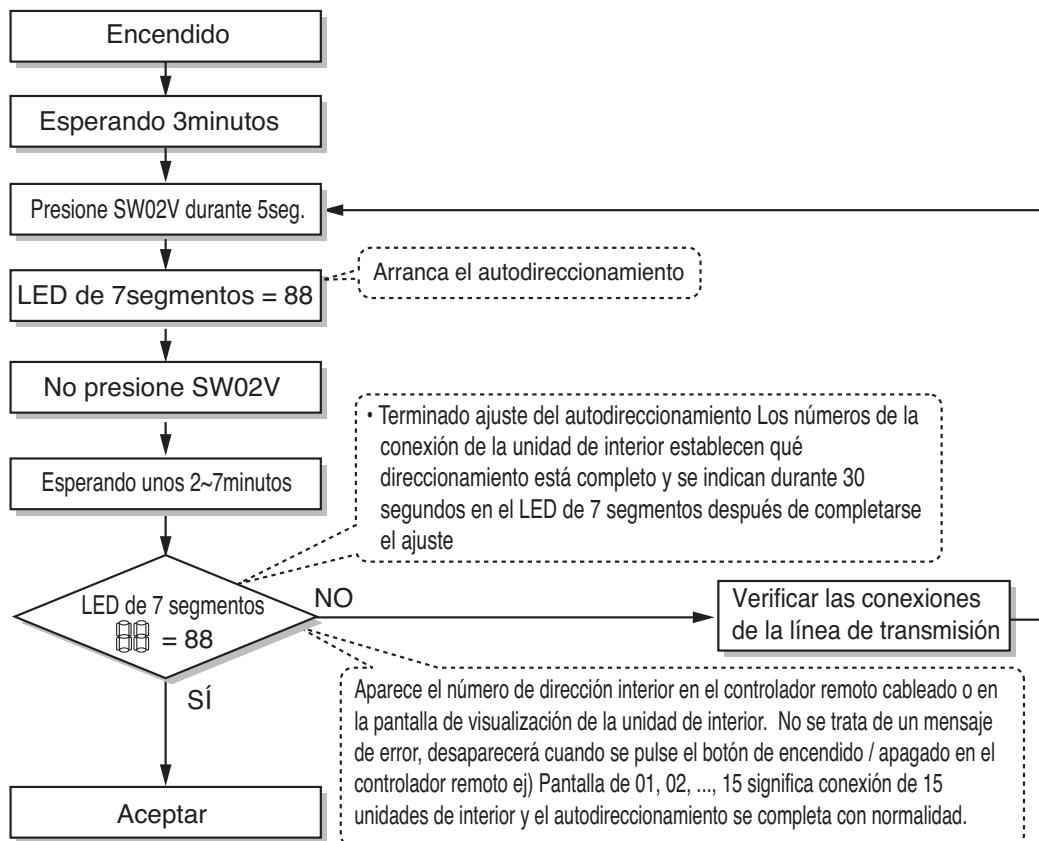 Encendido
Esperando 3minutos
Presione SW02V durante 5seg.
LED de 7segmentos = 88
Arranca el autodireccionamiento
No presione SW02V
Esperando unos 2~7minutos
• Terminado ajuste del autodireccionamiento Los números de la
conexión de la unidad de interior establecen qué
direccionamiento está completo y se indican durante 30
segundos en el LED de 7 segmentos después de completarse
el ajuste
LED de 7 segmentos
88 = 88
NO
Verificar las conexiones
de la línea de transmisión
SÍ
Aparece el número de dirección interior en el controlador remoto cableado o en
la pantalla de visualización de la unidad de interior. No se trata de un mensaje
de error, desaparecerá cuando se pulse el botón de encendido / apagado en el
controlador remoto ej) Pantalla de 01, 02, ..., 15 significa conexión de 15
unidades de interior y el autodireccionamiento se completa con normalidad.
Aceptar